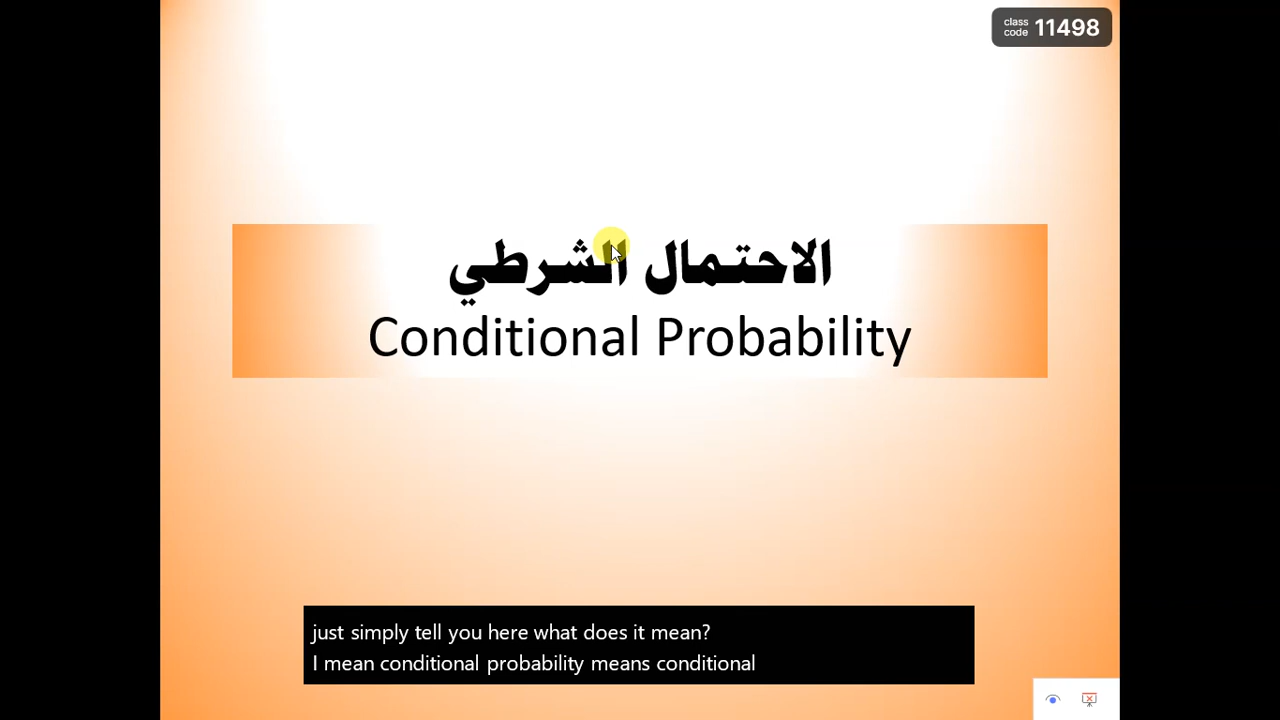 class
code 11498
الاحتمال الشرطي
Conditional Probability
just simply tell you here what does it mean?
I mean conditional probability means conditional